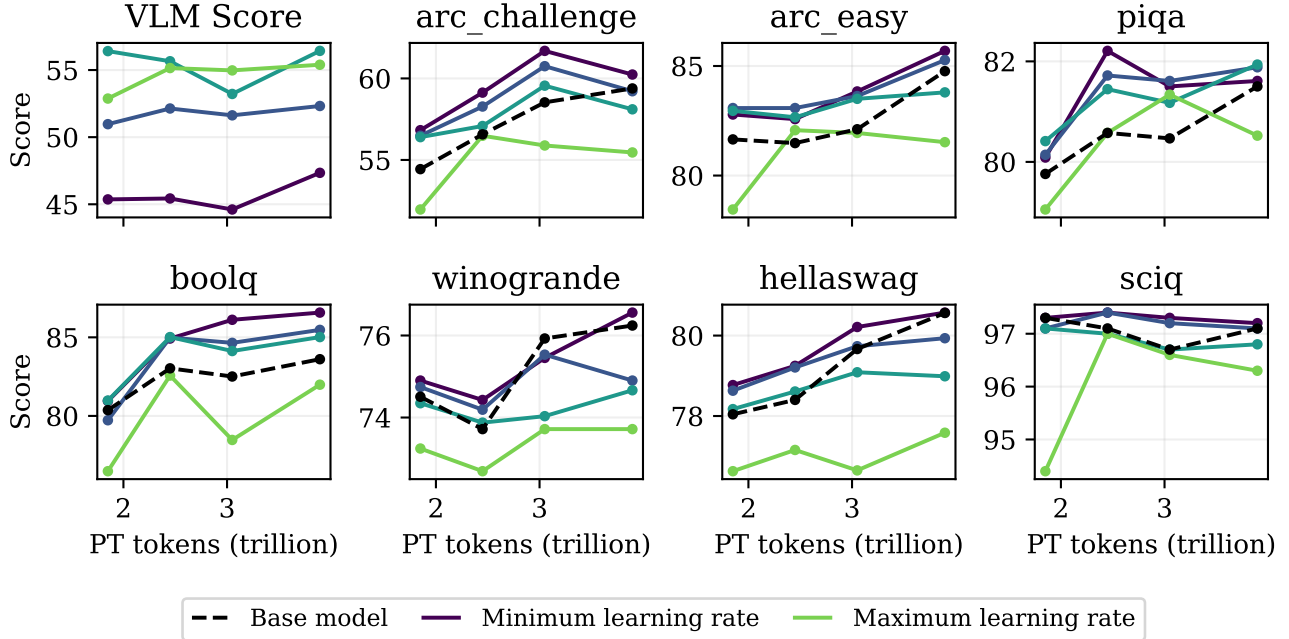 VLM Score
arc_challenge
arc_easy
piqa
Score
55
50
45
60
55
85
80
82
80
boolq
winogrande
hellaswag
sciq
Score
85
80
76
74
80
78
97
96
95
2 3
2 3
2 3
2 3
PT tokens (trillion)
PT tokens (trillion)
PT tokens (trillion)
PT tokens (trillion)
Base model
Minimum learning rate
Maximum learning rate